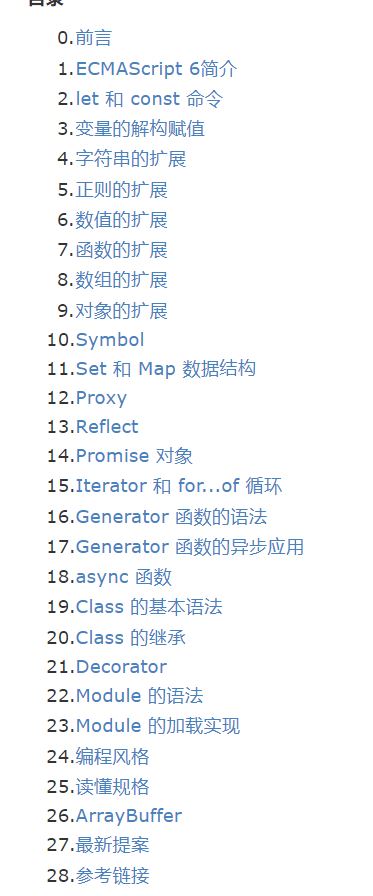 目录
0.前言
1.ECMAScript 6简介
2.let 和 const 命令
3.变量的解构赋值
4.字符串的扩展
5.正则的扩展
6.数值的扩展
7.函数的扩展
8.数组的扩展
9.对象的扩展
10.Symbol
11.Set 和 Map 数据结构
12.Proxy
13.Reflect
14.Promise 对象
15.Iterator 和 for...of 循环
16.Generator 函数的语法
17.Generator 函数的异步应用
18.async 函数
19.Class 的基本语法
20.Class 的继承
21.Decorator
22.Module 的语法
23.Module 的加载实现
24.编程风格
25.读懂规格
26.ArrayBuffer
27.最新提案
28.参考链接